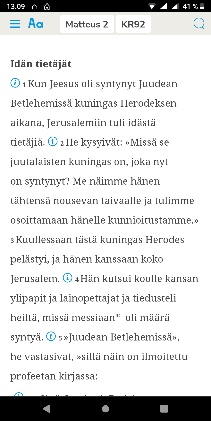 13.09
41 %
Aa Matteus 2 KR92
Idän tietäjät
1 Kun Jeesus oli syntynyt Juudean
Betlehemissä kuningas Herodeksen
aikana, Jerusalemiin tuli idästä
tietäjiä. 2 He kysyivät: »Missä se
juutalaisten kuningas on, joka nyt
on syntynyt? Me näimme hänen
tähtensä nousevan taivaalle ja tulimme
osoittamaan hänelle kunnioitustamme.»
3 Kuullessaan tästä kuningas Herodes
pelästyi, ja hänen kanssaan koko
Jerusalem. 4 Hän kutsui koolle kansan
ylipapit ja lainopettajat ja tiedusteli
heiltä, missä messiaan* oli määrä
syntyä. 5 »Juudean Betlehemissä»,
he vastasivat, »sillä näin on ilmoitettu
profeetan kirjassa: